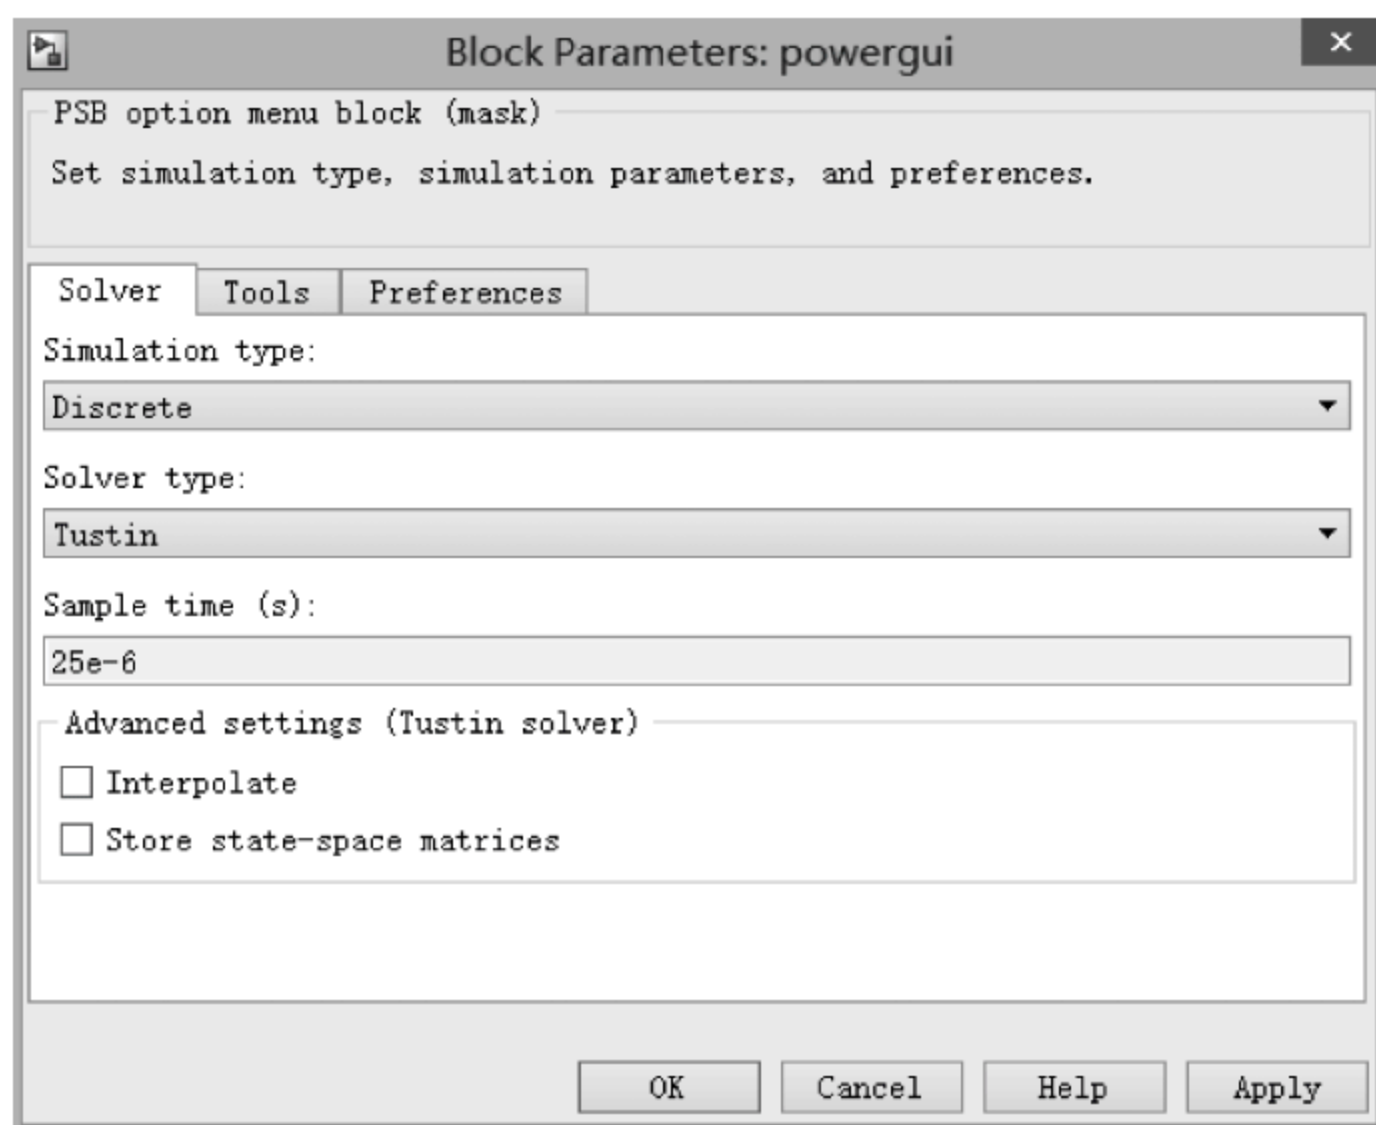 Block Parameters: powergui
PSB option menu block (mask)
Set simulation type, simulation parameters, and preferences.
Solver Tools Preferences
Simulation type:
Discrete
Solver type:
Tustin
Sample time (s):
25e-6
Advanced settings (Tustin solver)
Interpolate
Store state-space matrices
OK Cancel Help Apply